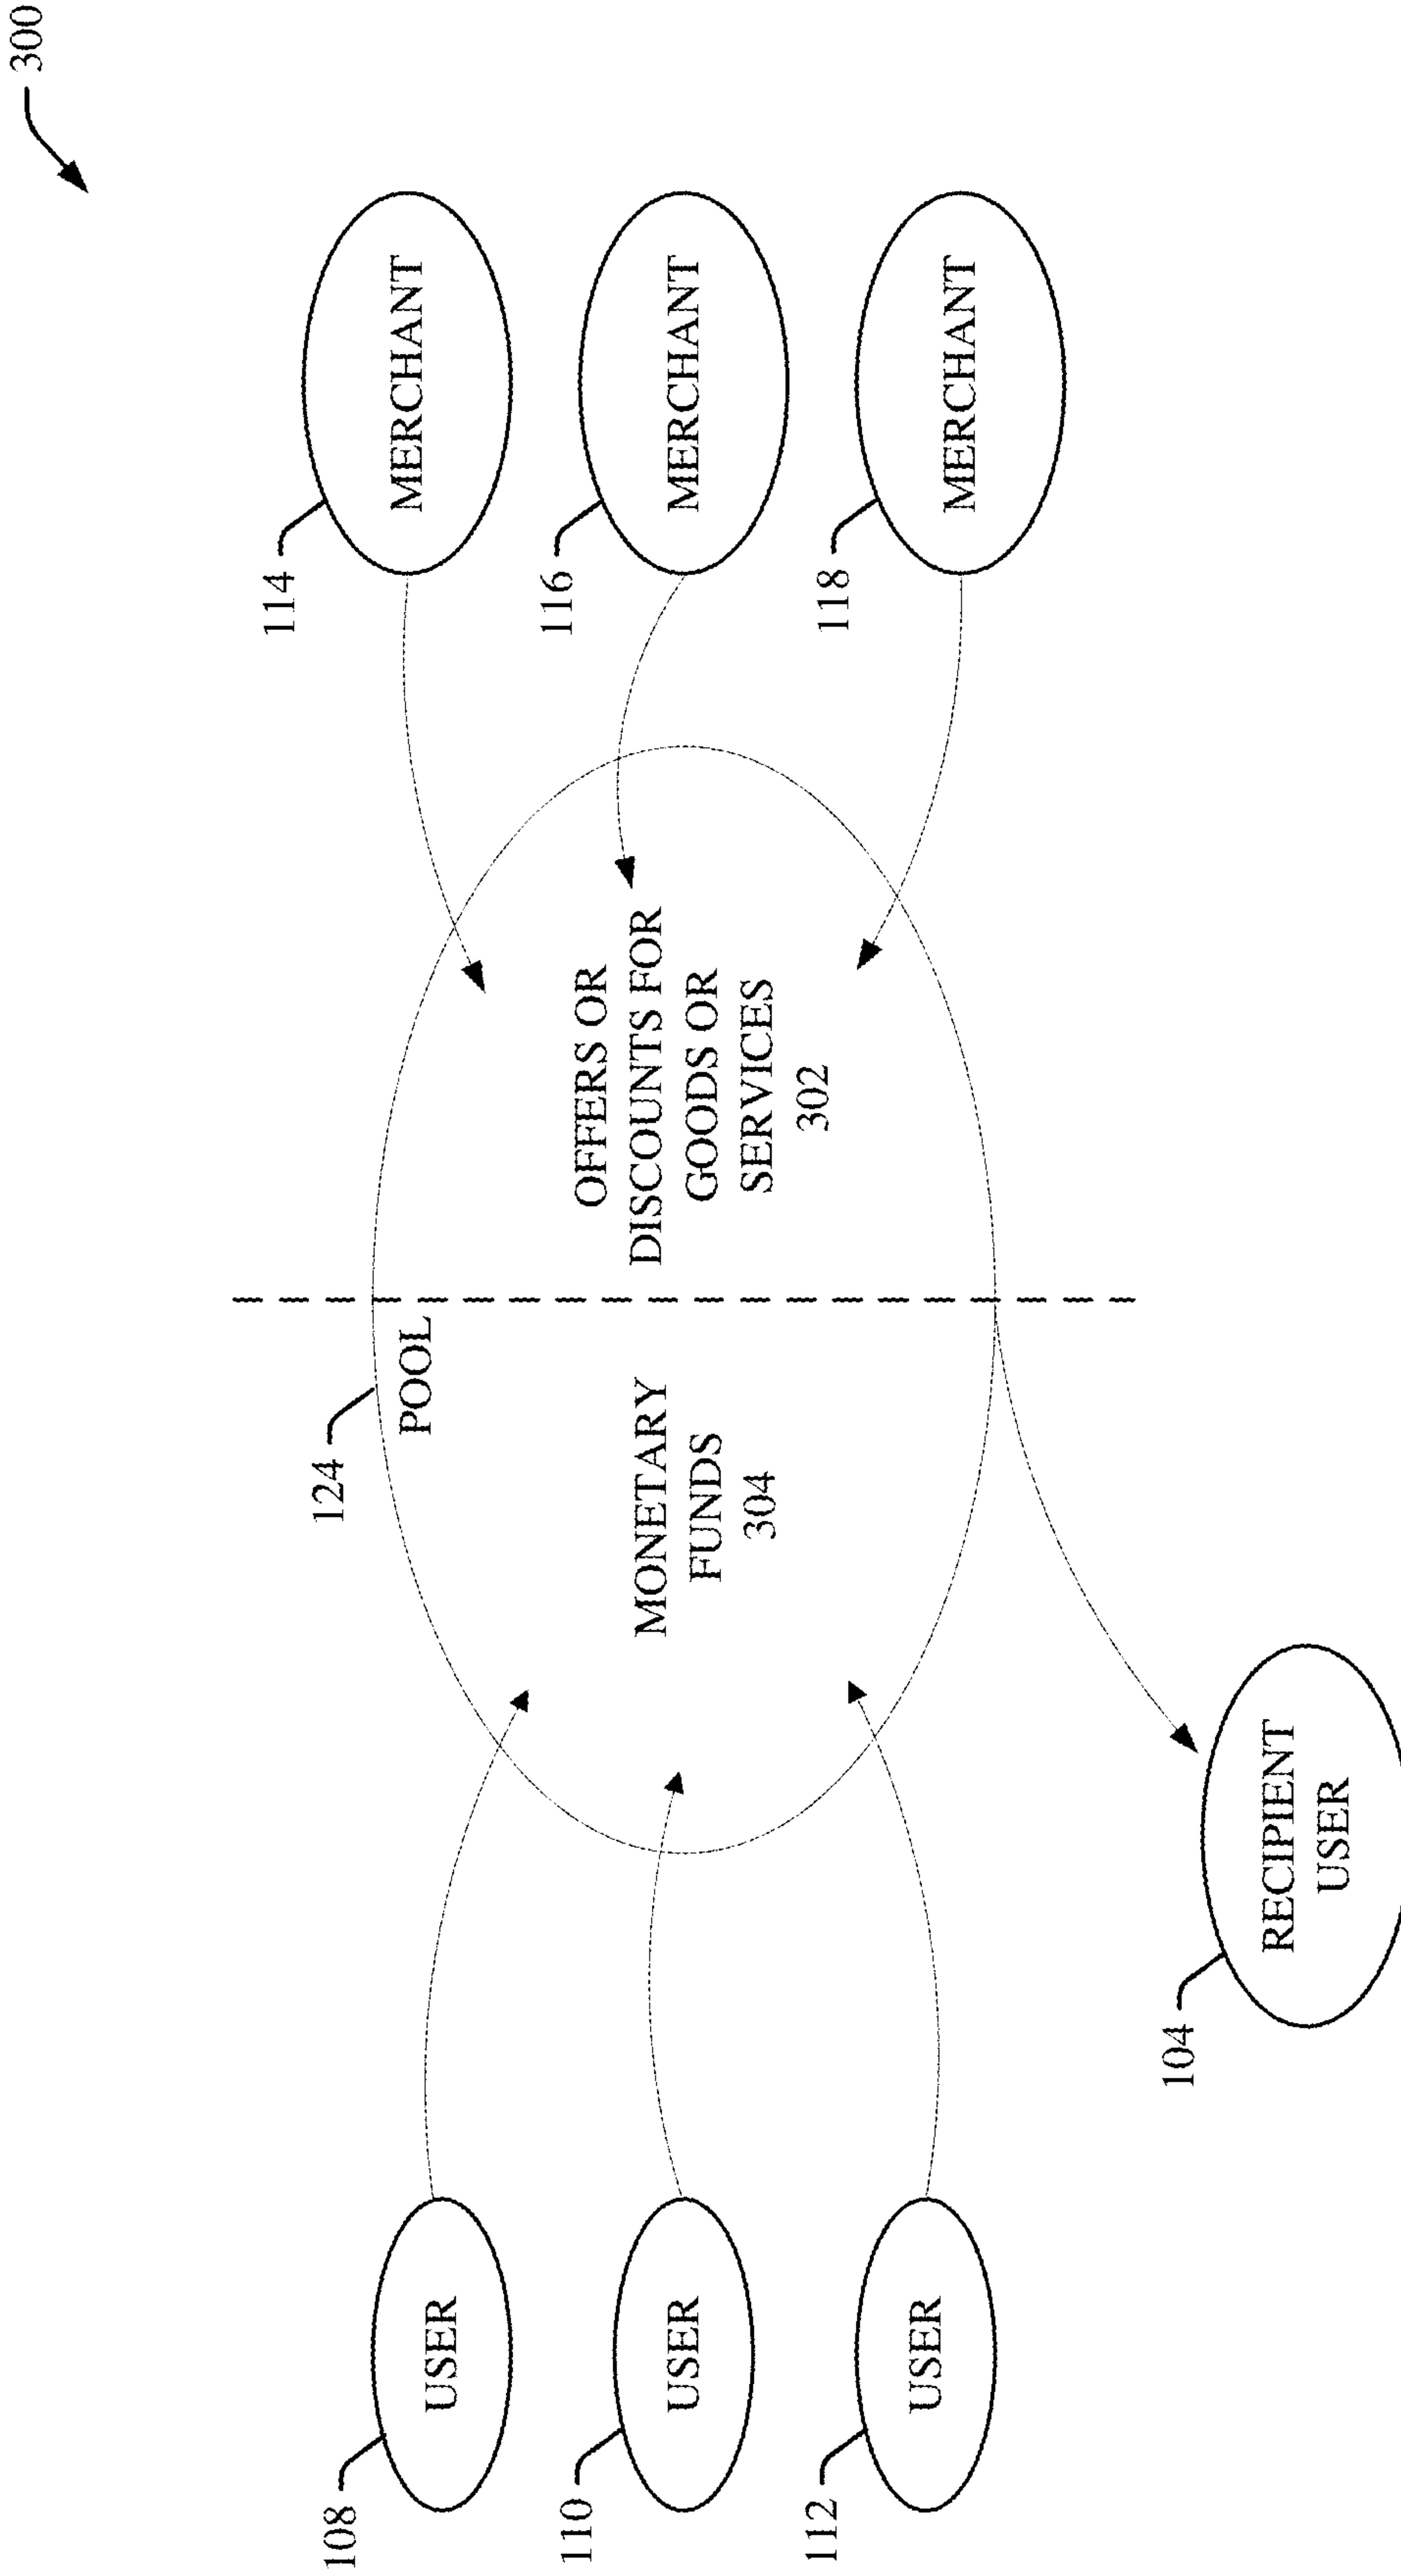 300
108
USER
110
USER
112
USER
124
POOL
MONETARY
FUNDS
304
OFFERS OR
DISCOUNTS FOR
GOODS OR
SERVICES
302
114
MERCHANT
116
MERCHANT
118
MERCHANT
104
RECIPIENT
USER